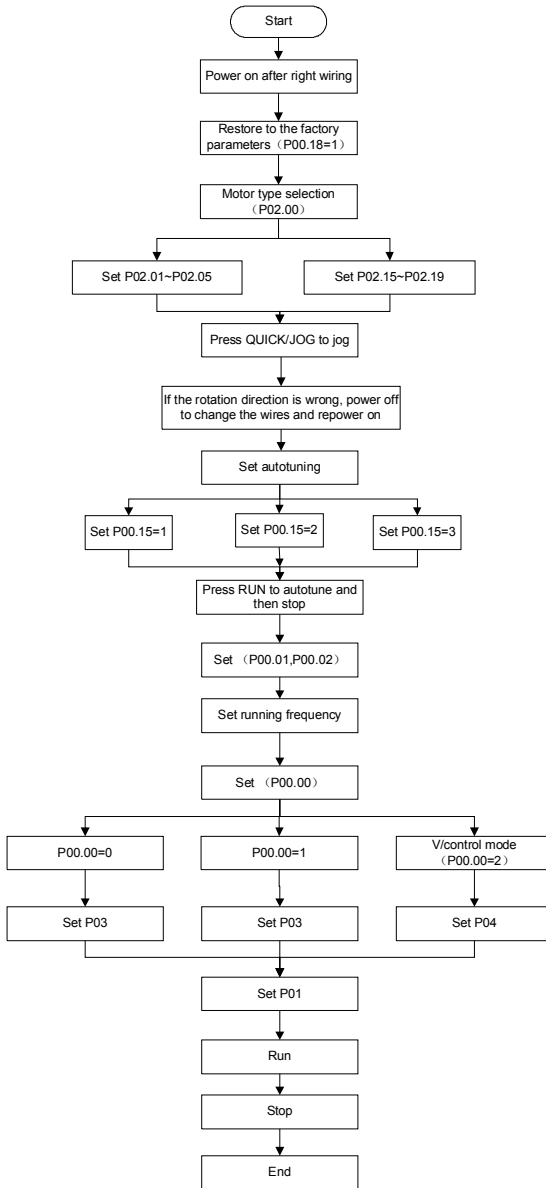 Start
Power on after right wiring
Restore to the factory
parameters（P00.18=1）
Motor type selection
（P02.00）
Set P02.01~P02.05
Set P02.15~P02.19
Press QUICK/JOG to jog
If the rotation direction is wrong, power off
to change the wires and repower on
Set autotuning
Set P00.15=1
Set P00.15=2
Set P00.15=3
Press RUN to autotune and
then stop
Set （P00.01,P00.02）
Set running frequency
Set （P00.00）
P00.00=0
P00.00=1
V/control mode
（P00.00=2）
Set P03
Set P03
Set P04
Set P01
Run
Stop
End